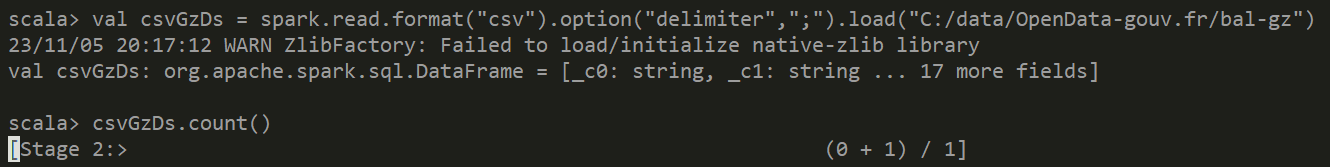 scala> val csvGzDs = spark.read.format("csv").option("delimiter",";").load("C:/data/OpenData-gouv.fr/bal-gz")
23/11/05 20:17:12 WARN ZlibFactory: Failed to load/initialize native-zlib library
val csvGzDs: org.apache.spark.sql.DataFrame = [_c0: string, _c1: string ... 17 more fields]

scala> csvGzDs.count()
[Stage 2:> (0 + 1) / 1]